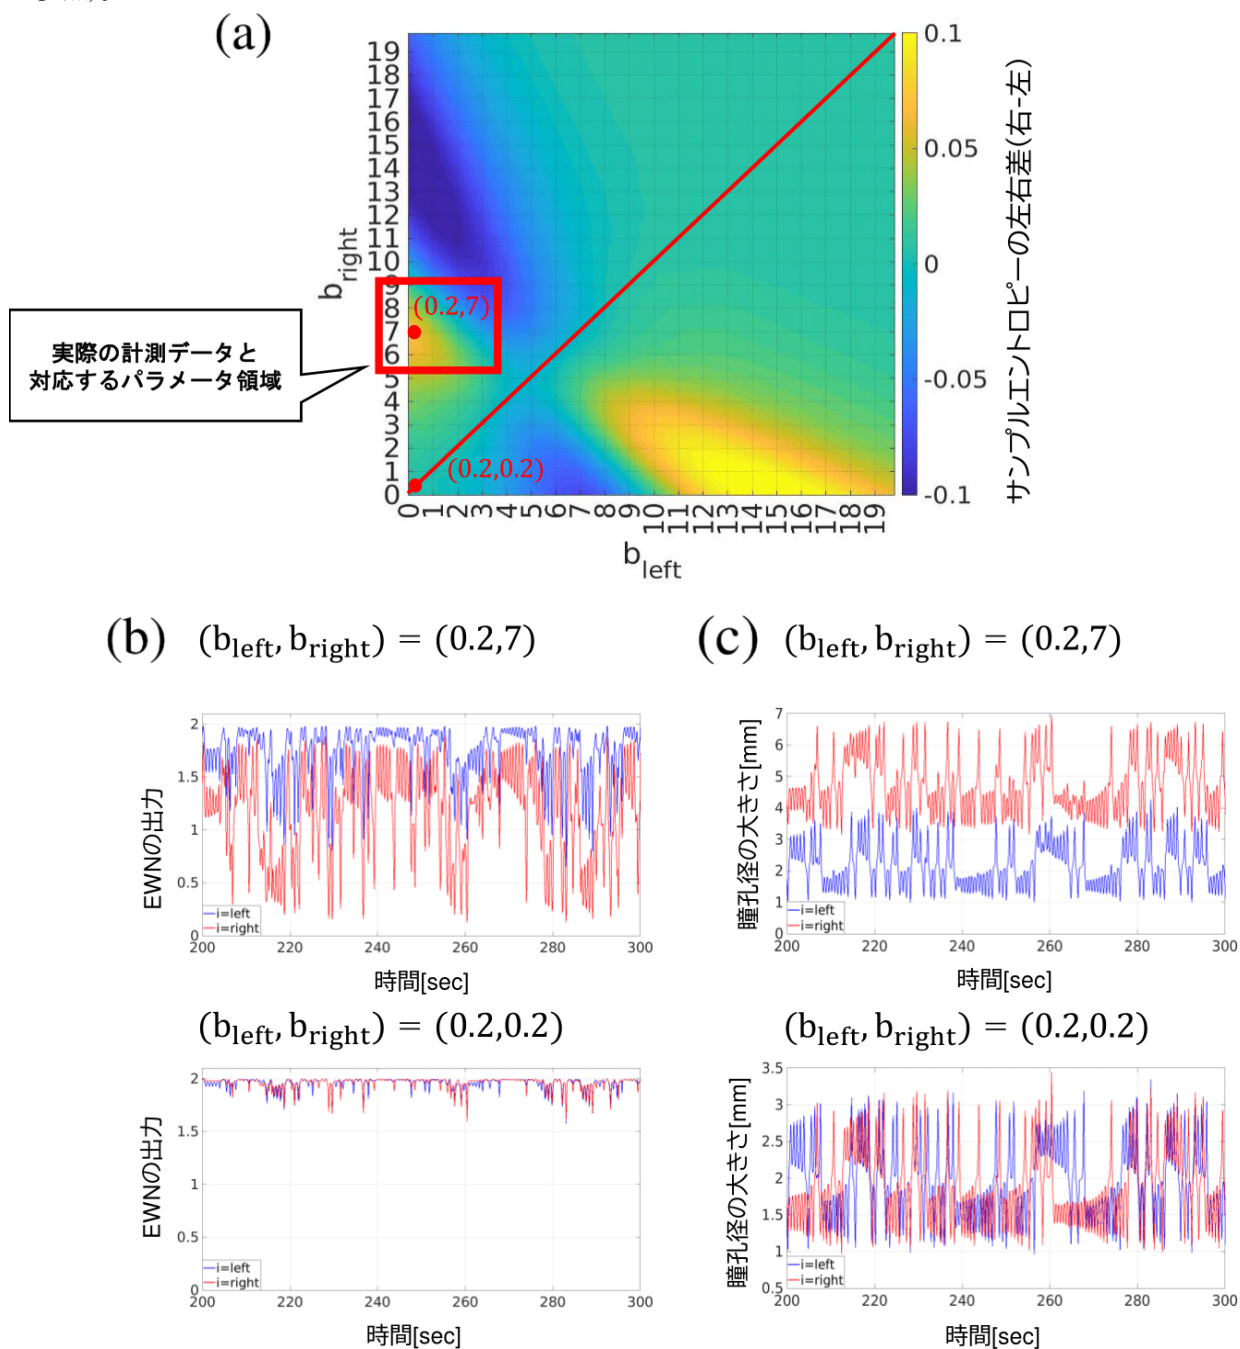 (a)
19
18
17
16
15
14
13
12
11
10
9
8
7
6
5
4
3
2
1
0
b_right
0 1 2 3 4 5 6 7 8 9 10 11 12 13 14 15 16 17 18 19
b_left
(0.2,7)
(0.2,0.2)
0.1
0.05
0
-0.05
-0.1
サンプルエントロピーの左右差(右-左)
実際の計測データと
対応するパラメータ領域
(b) (b_left, b_right) = (0.2,7)
2
1.5
1
0.5
0
EWNの出力
i=left
i=right
200 220 240 260 280 300
時間[sec]
(b_left, b_right) = (0.2,0.2)
2
1.5
1
0.5
0
EWNの出力
i=left
i=right
200 220 240 260 280 300
時間[sec]
(c) (b_left, b_right) = (0.2,7)
7
6
5
4
3
2
1
0
瞳孔径の大きさ[mm]
i=left
i=right
200 220 240 260 280 300
時間[sec]
(b_left, b_right) = (0.2,0.2)
3.5
3
2.5
2
1.5
1
0.5
瞳孔径の大きさ[mm]
i=left
i=right
200 220 240 260 280 300
時間[sec]